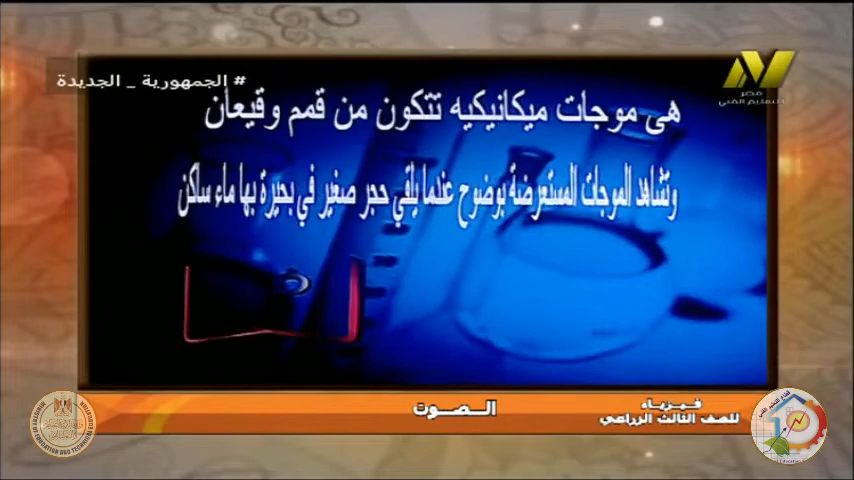 # الجمهورية _ الجديدة
مصر
التعليم الفني
هى موجات ميكانيكيه تتكون من قمم وقيعان
وتشاهد الموجات المستعرضة بوضوح عندما يلقي حجر صغير في بحيرة بها ماء ساكن
فيزياء
للصف الثالث الزراعي
الصوت